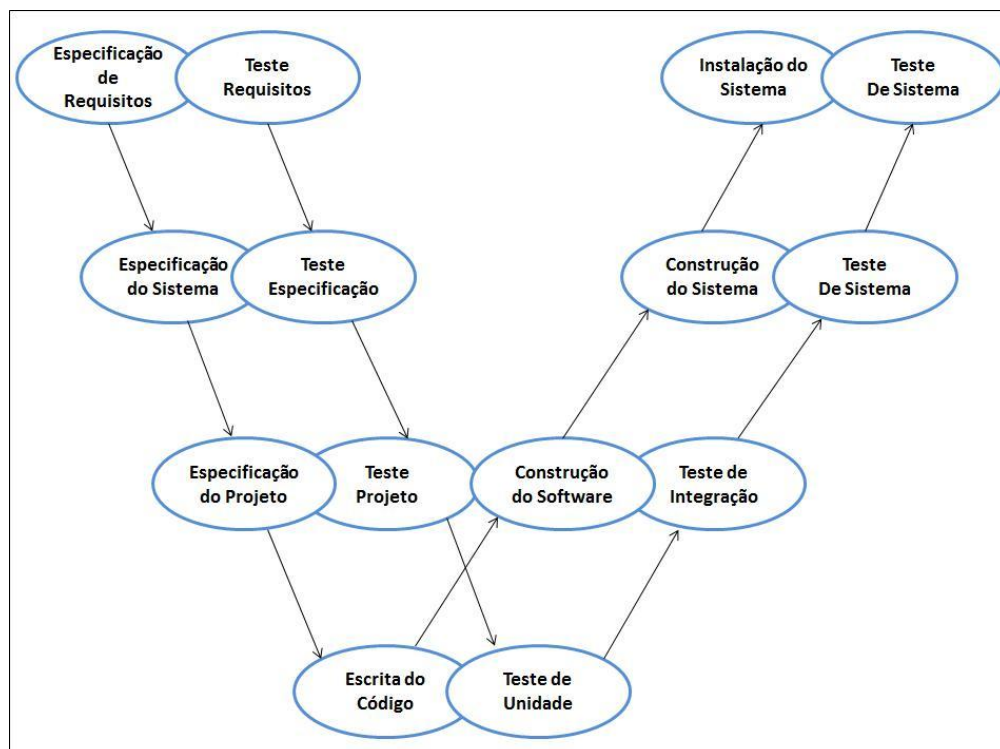 Especificação
de
Requisitos
Teste
Requisitos
Instalação do
Sistema
Teste
De Sistema
Especificação
do Sistema
Teste
Especificação
Construção
do Sistema
Teste
De Sistema
Especificação
do Projeto
Teste
Projeto
Construção
do Software
Teste de
Integração
Escrita do
Código
Teste de
Unidade